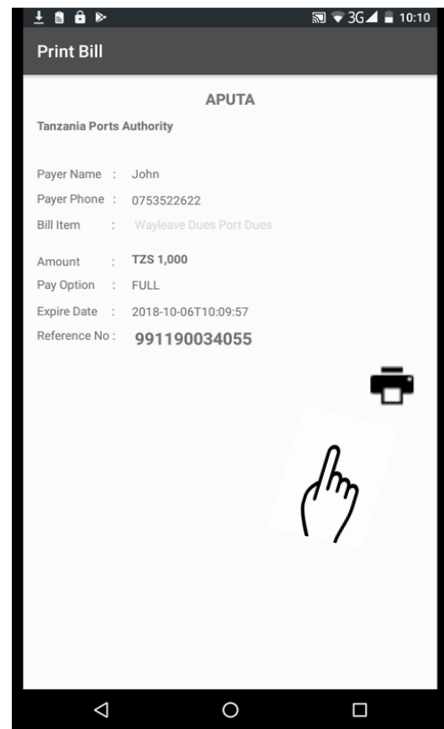 3G 10:10
Print Bill
APUTA
Tanzania Ports Authority
Payer Name : John
Payer Phone : 0753522622
Bill Item : Wayleave Dues Port Dues
Amount : TZS 1,000
Pay Option : FULL
Expire Date : 2018-10-06T10:09:57
Reference No : 991190034055